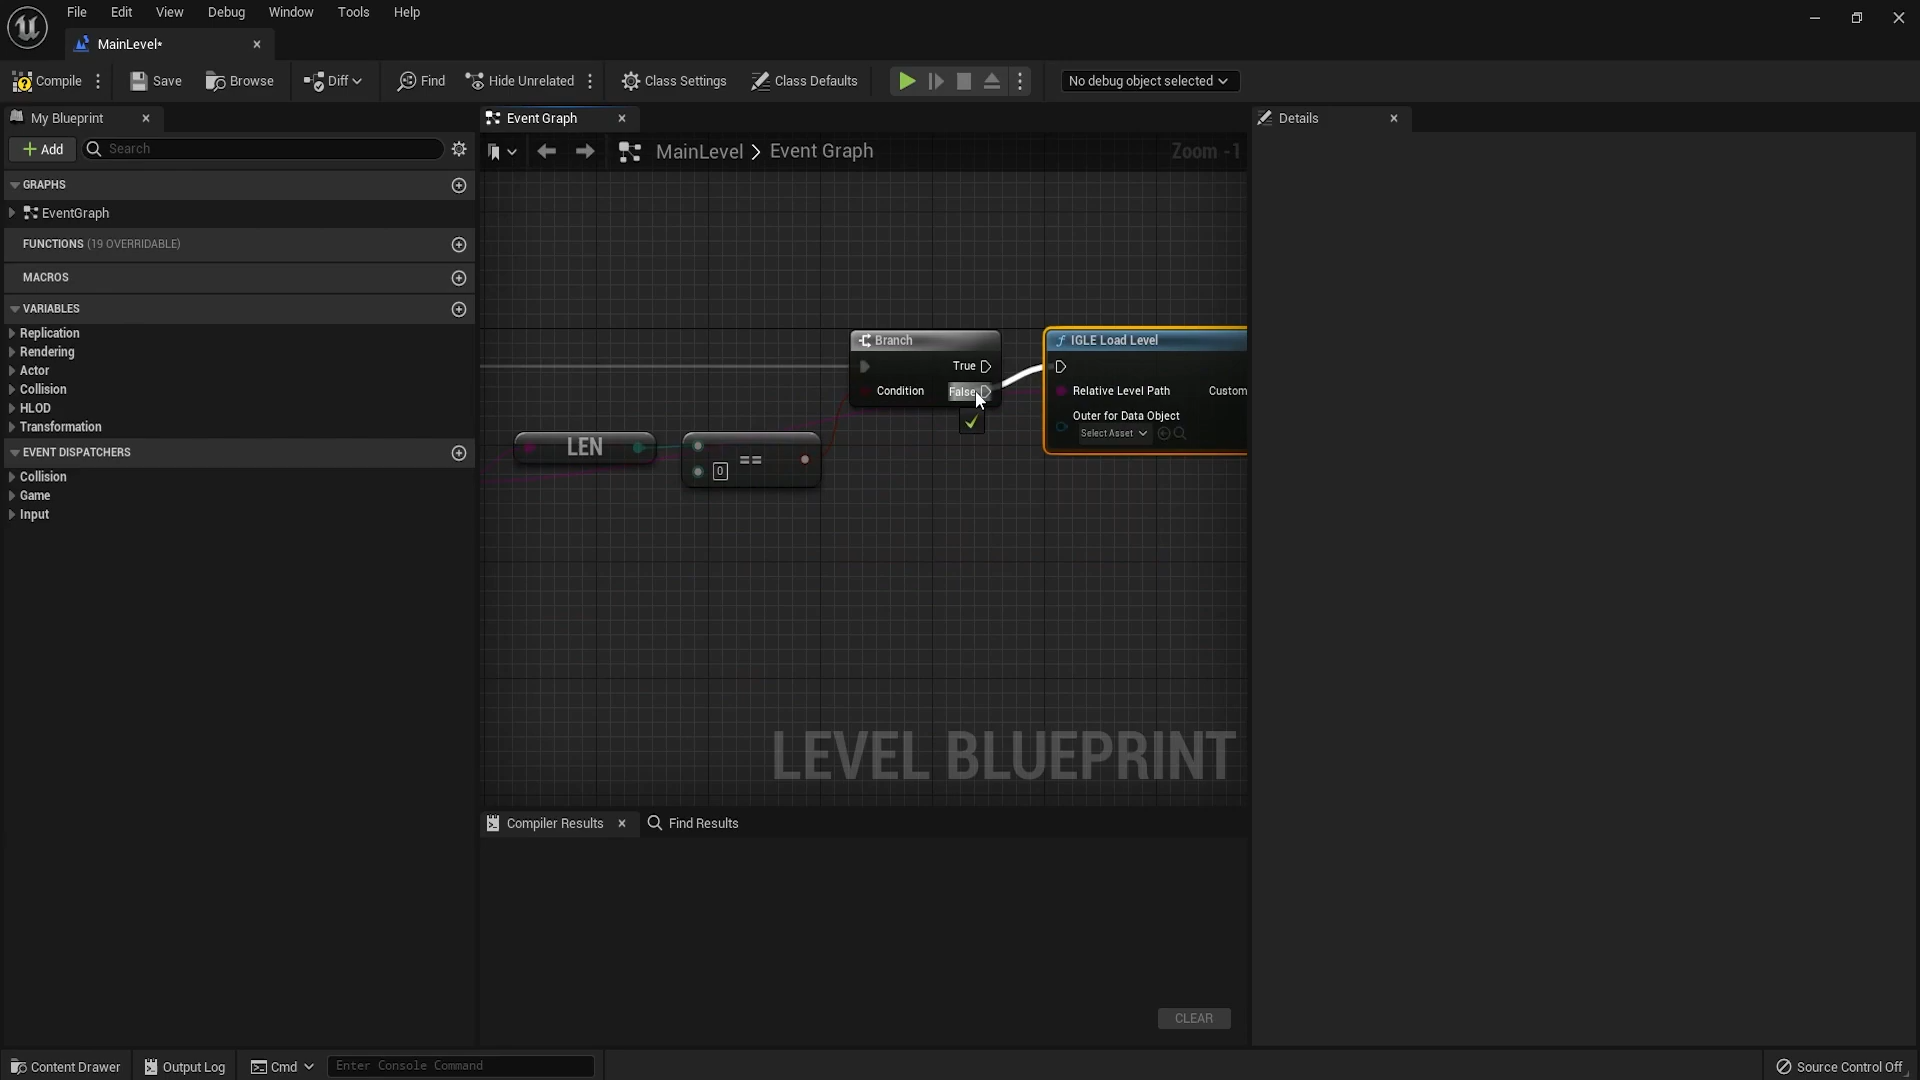 File Edit View Debug Window Tools Help
MainLevel*
Compile Save Browse Diff Find Hide Unrelated Class Settings Class Defaults No debug object selected
My Blueprint Event Graph Details
Add Search MainLevel > Event Graph Zoom -1
GRAPHS
EventGraph
FUNCTIONS (19 OVERRIDABLE)
MACROS
VARIABLES
Replication
Rendering
Actor
Collision
HLOD
Transformation
EVENT DISPATCHERS
Collision
Game
Input
Branch
True
Condition False
IGLE Load Level
Relative Level Path Custom
Outer for Data Object
Select Asset
LEN
==
0
LEVEL BLUEPRINT
Compiler Results Find Results
CLEAR
Content Drawer Output Log Cmd Enter Console Command Source Control Off